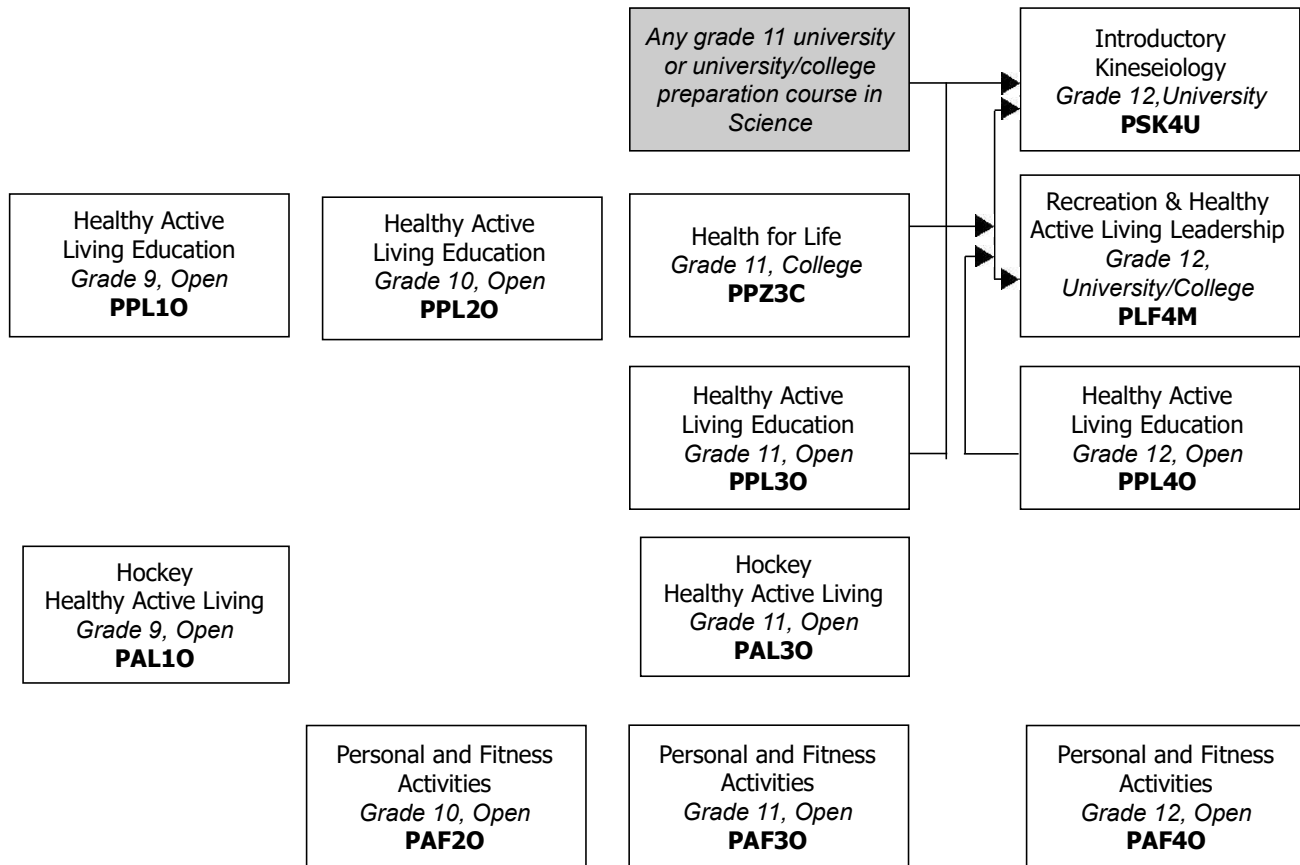 Any grade 11 university
or university/college
preparation course in
Science
Introductory
Kineseiology
Grade 12,University
PSK4U
Healthy Active
Living Education
Grade 9, Open
PPL1O
Healthy Active
Living Education
Grade 10, Open
PPL2O
Health for Life
Grade 11, College
PPZ3C
Recreation & Healthy
Active Living Leadership
Grade 12,
University/College
PLF4M
Healthy Active
Living Education
Grade 11, Open
PPL3O
Healthy Active
Living Education
Grade 12, Open
PPL4O
Hockey
Healthy Active Living
Grade 9, Open
PAL1O
Hockey
Healthy Active Living
Grade 11, Open
PAL3O
Personal and Fitness
Activities
Grade 10, Open
PAF2O
Personal and Fitness
Activities
Grade 11, Open
PAF3O
Personal and Fitness
Activities
Grade 12, Open
PAF4O